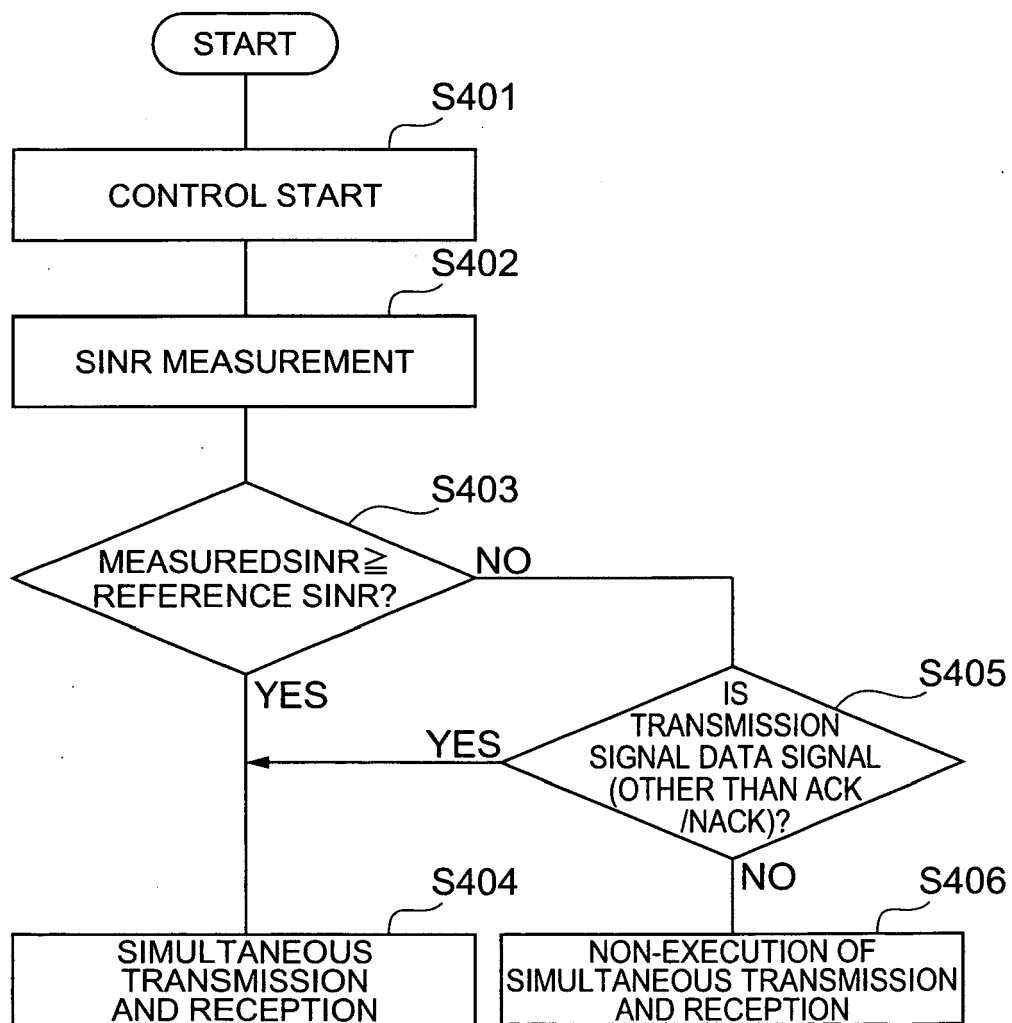 START
S401
CONTROL START
S402
SINR MEASUREMENT
S403
MEASUREDSINR≧
REFERENCE SINR?
NO
YES
S405
IS
TRANSMISSION
SIGNAL DATA SIGNAL
(OTHER THAN ACK
/NACK)?
YES
NO
S404
SIMULTANEOUS
TRANSMISSION
AND RECEPTION
S406
NON-EXECUTION OF
SIMULTANEOUS TRANSMISSION
AND RECEPTION